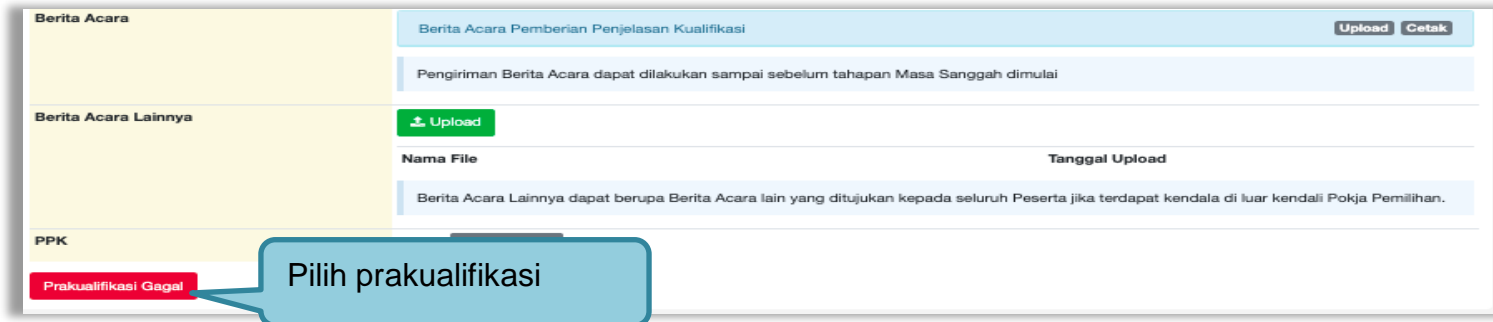 Berita Acara
Berita Acara Pemberian Penjelasan Kualifikasi
Upload Cetak
Pengiriman Berita Acara dapat dilakukan sampai sebelum tahapan Masa Sanggah dimulai
Berita Acara Lainnya
Upload
Nama File Tanggal Upload
Berita Acara Lainnya dapat berupa Berita Acara lain yang ditujukan kepada seluruh Peserta jika terdapat kendala di luar kendali Pokja Pemilihan.
PPK
Prakualifikasi Gagal
Pilih prakualifikasi